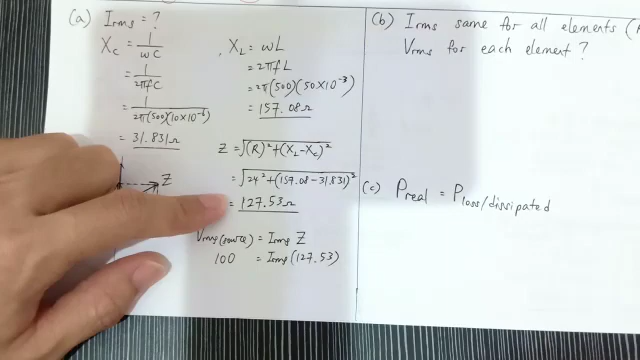 (a) Irms = ?
Xc = 1/ωC
= 1/2πfC
= 1/2π(500)(10×10⁻⁶)
= 31.831Ω
Z
XL = ωL
= 2πfL
= 2π(500)(50×10⁻³)
= 157.08Ω
Z = √(R)²+(XL-Xc)²
= √24²+(157.08-31.831)²
= 127.53Ω
Vrms(source) = Irms Z
100 = Irms(127.53)
(b) Irms same for all elements
Vrms for each element ?
(c) Preal = Ploss/dissipated